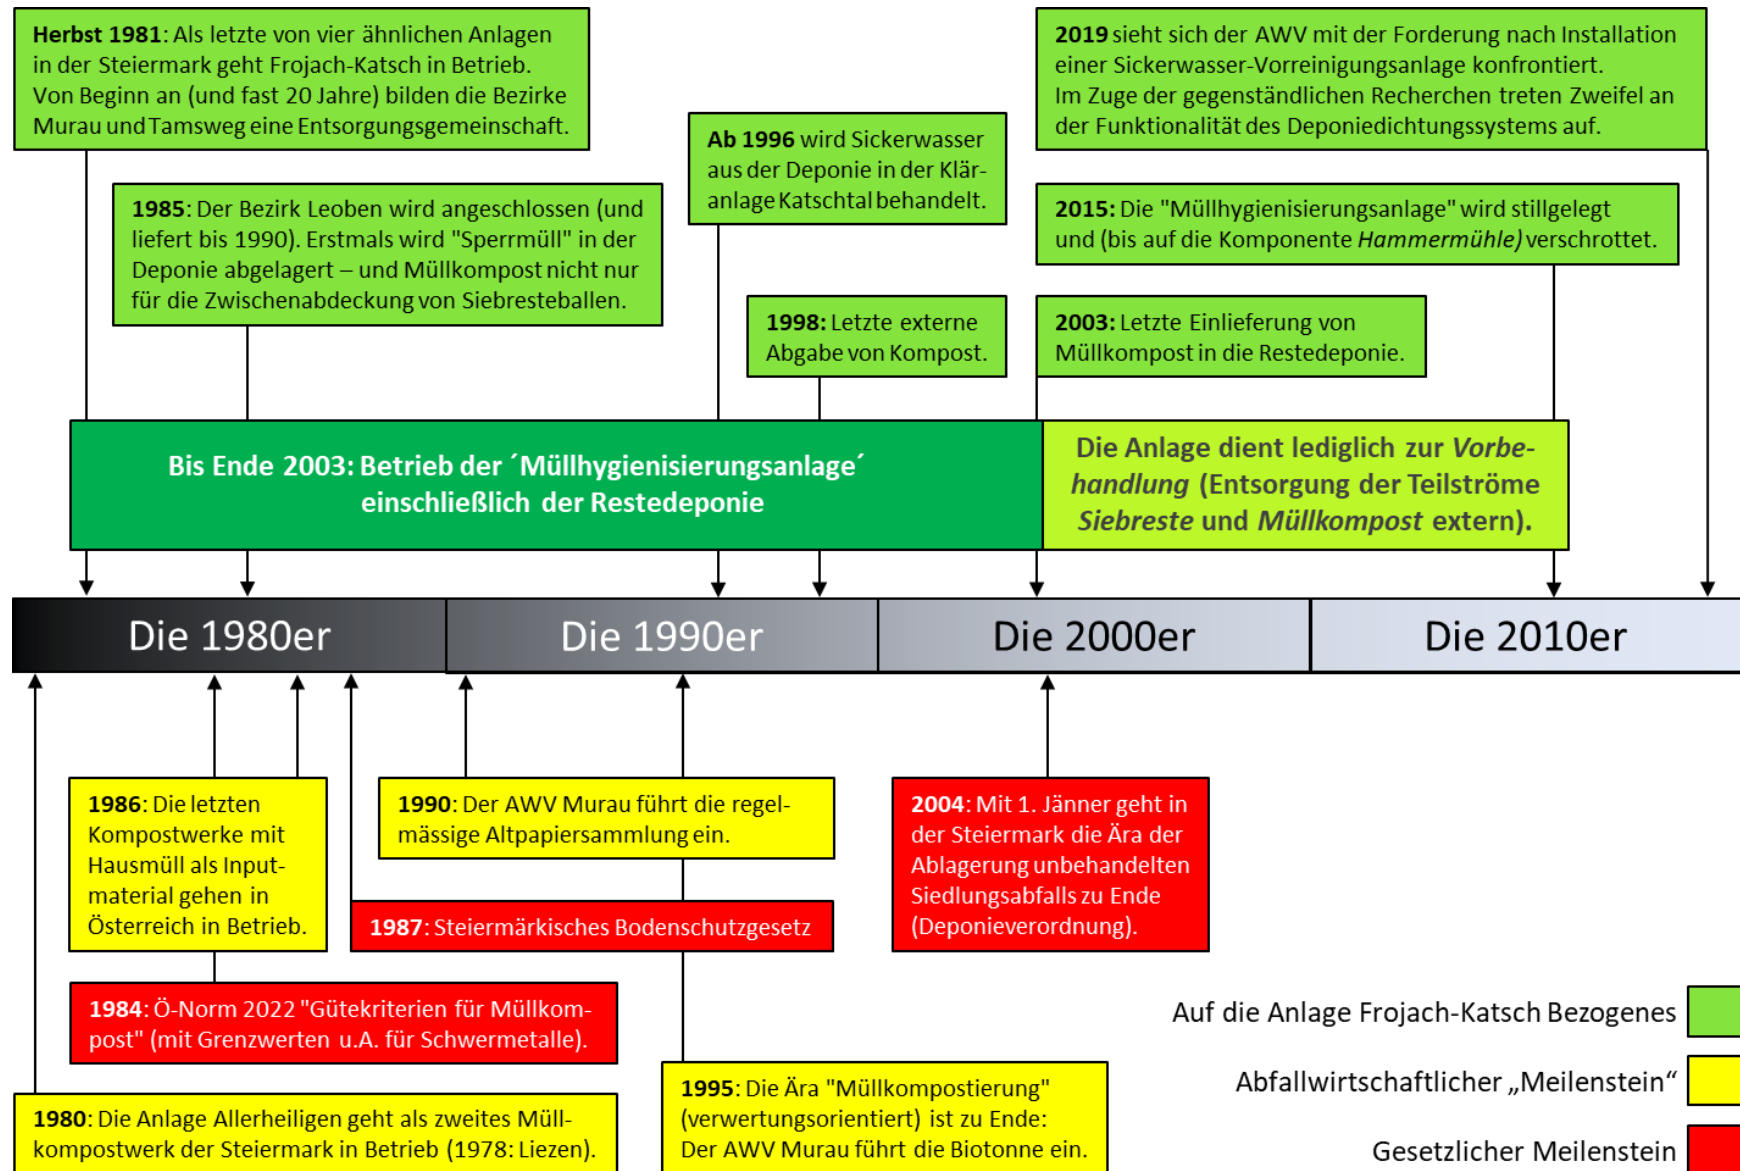 Herbst 1981: Als letzte von vier ähnlichen Anlagen
in der Steiermark geht Frojach-Katsch in Betrieb.
Von Beginn an (und fast 20 Jahre) bilden die Bezirke
Murau und Tamsweg eine Entsorgungsgemeinschaft.
2019 sieht sich der AWV mit der Forderung nach Installation
einer Sickerwasser-Vorreinigungsanlage konfrontiert.
Im Zuge der gegenständlichen Recherchen treten Zweifel an
der Funktionalität des Deponiedichtungssystems auf.
Ab 1996 wird Sickerwasser
aus der Deponie in der Klär-
anlage Katschtal behandelt.
1985: Der Bezirk Leoben wird angeschlossen (und
liefert bis 1990). Erstmals wird "Sperrmüll" in der
Deponie abgelagert – und Müllkompost nicht nur
für die Zwischenabdeckung von Siebresteballen.
2015: Die "Müllhygienisierungsanlage" wird stillgelegt
und (bis auf die Komponente Hammermühle) verschrottet.
1998: Letzte externe
Abgabe von Kompost.
2003: Letzte Einlieferung von
Müllkompost in die Restedeponie.
Bis Ende 2003: Betrieb der ´Müllhygienisierungsanlage´
einschließlich der Restedeponie
Die Anlage dient lediglich zur Vorbe-
handlung (Entsorgung der Teilströme
Siebreste und Müllkompost extern).
Die 1980er
Die 1990er
Die 2000er
Die 2010er
1986: Die letzten
Kompostwerke mit
Hausmüll als Input-
material gehen in
Österreich in Betrieb.
1990: Der AWV Murau führt die regel-
mässige Altpapiersammlung ein.
2004: Mit 1. Jänner geht in
der Steiermark die Ära der
Ablagerung unbehandelten
Siedlungsabfalls zu Ende
(Deponieverordnung).
1987: Steiermärkisches Bodenschutzgesetz
1984: Ö-Norm 2022 "Gütekriterien für Müllkom-
post" (mit Grenzwerten u.A. für Schwermetalle).
1980: Die Anlage Allerheiligen geht als zweites Müll-
kompostwerk der Steiermark in Betrieb (1978: Liezen).
1995: Die Ära "Müllkompostierung"
(verwertungsorientiert) ist zu Ende:
Der AWV Murau führt die Biotonne ein.
Auf die Anlage Frojach-Katsch Bezogenes
Abfallwirtschaftlicher „Meilenstein“
Gesetzlicher Meilenstein